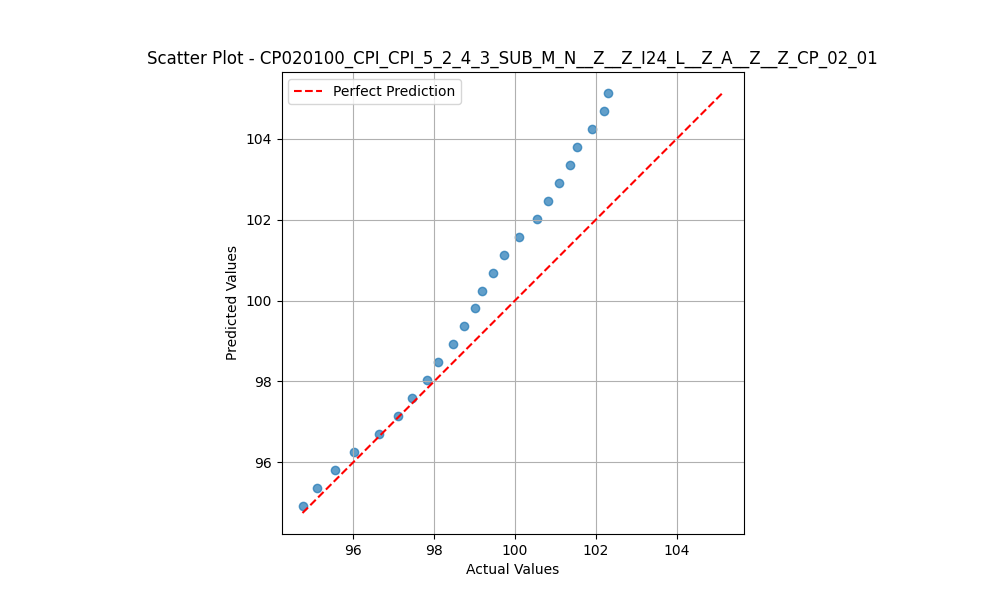 Scatter Plot - CP020100_CPI_CPI_5_2_4_3_SUB_M_N__Z__Z_I24_L__Z_A__Z__Z_CP_02_01
Perfect Prediction
104
102
100
98
96
Predicted Values
96 98 100 102 104
Actual Values